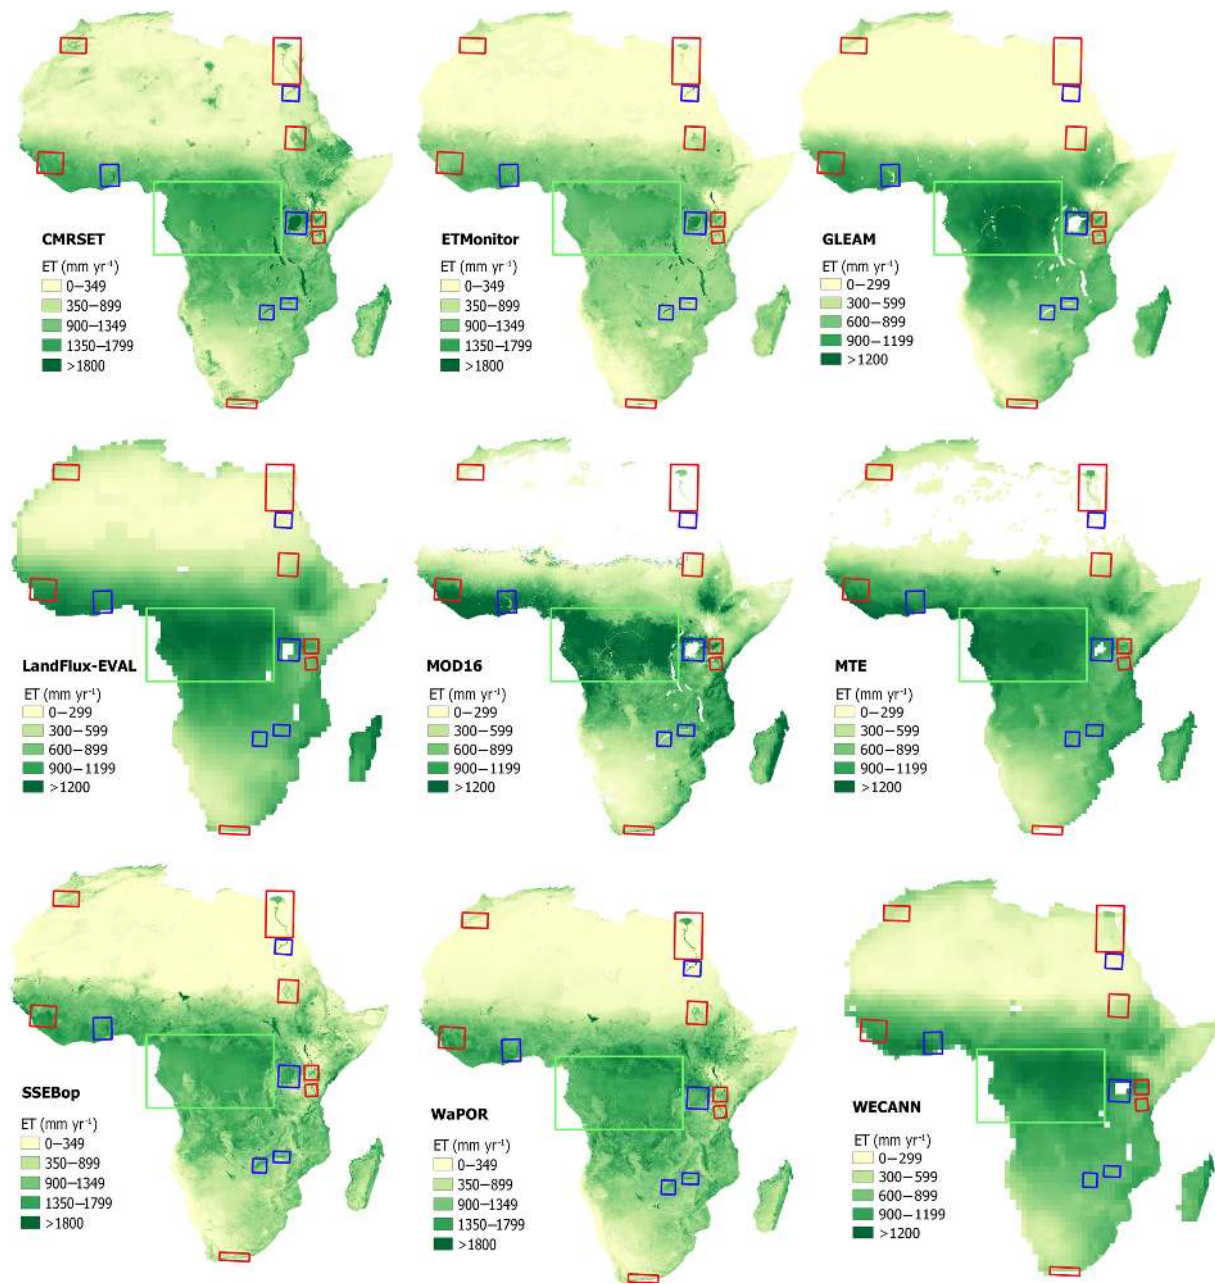 CMRSET
ET (mm yr⁻¹)
0–349
350–899
900–1349
1350–1799
>1800
ETMonitor
ET (mm yr⁻¹)
0–349
350–899
900–1349
1350–1799
>1800
GLEAM
ET (mm yr⁻¹)
0–299
300–599
600–899
900–1199
>1200
LandFlux-EVAL
ET (mm yr⁻¹)
0–299
300–599
600–899
900–1199
>1200
MOD16
ET (mm yr⁻¹)
0–299
300–599
600–899
900–1199
>1200
MTE
ET (mm yr⁻¹)
0–299
300–599
600–899
900–1199
>1200
SSEBop
ET (mm yr⁻¹)
0–349
350–899
900–1349
1350–1799
>1800
WaPOR
ET (mm yr⁻¹)
0–349
350–899
900–1349
1350–1799
>1800
WECANN
ET (mm yr⁻¹)
0–299
300–599
600–899
900–1199
>1200